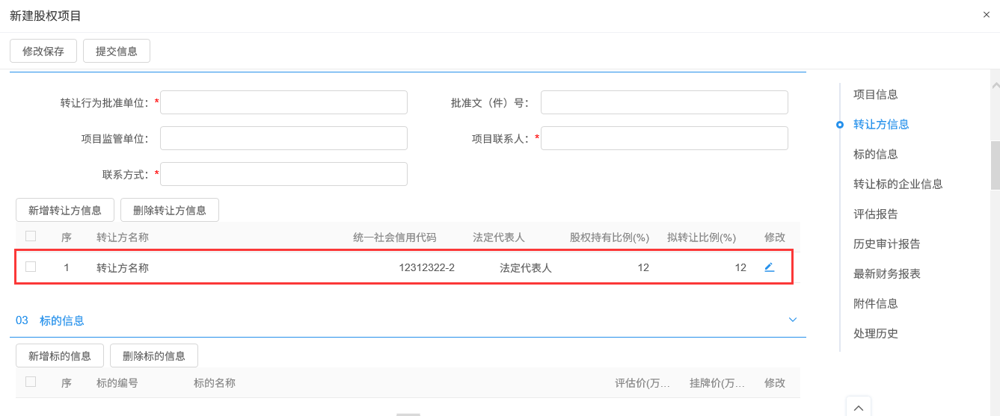 新建股权项目 ×
修改保存 提交信息
转让行为批准单位：* 批准文（件）号：
项目监管单位： 项目联系人：*
联系方式：*
新增转让方信息 删除转让方信息
序 转让方名称 统一社会信用代码 法定代表人 股权持有比例(%) 拟转让比例(%) 修改
1 转让方名称 12312322-2 法定代表人 12 12
03 标的信息
新增标的信息 删除标的信息
序 标的编号 标的名称 评估价(万... 挂牌价(万... 修改
项目信息
转让方信息
标的信息
转让标的企业信息
评估报告
历史审计报告
最新财务报表
附件信息
处理历史